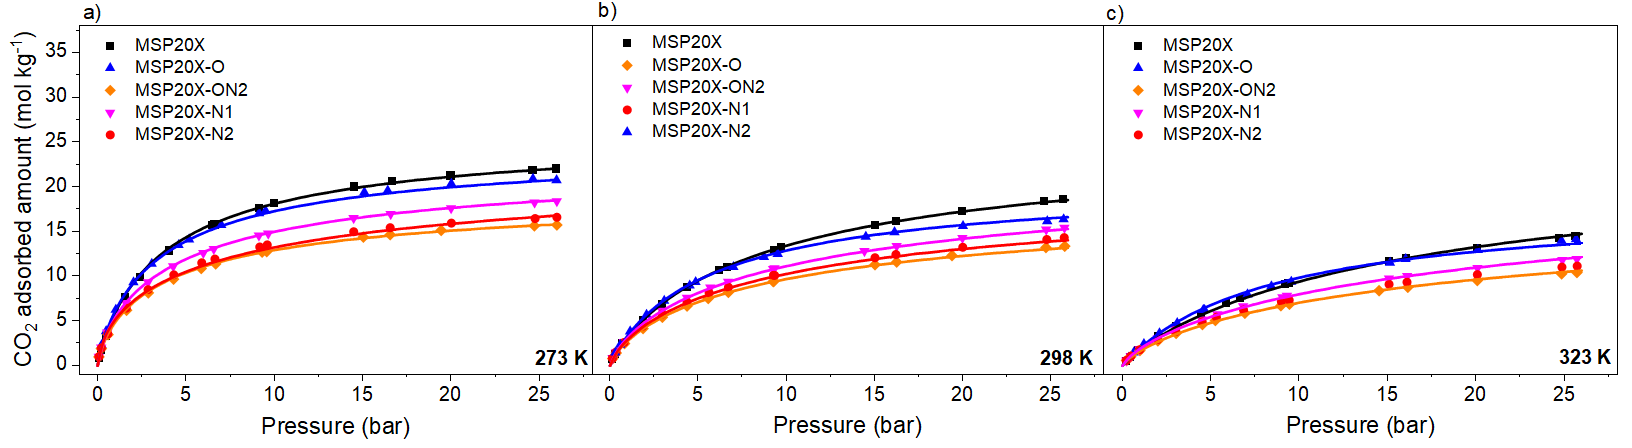 a)
MSP20X
MSP20X-O
MSP20X-ON2
MSP20X-N1
MSP20X-N2
273 K
CO2 adsorbed amount (mol kg-1)
35
30
25
20
15
10
5
0
0 5 10 15 20 25
Pressure (bar)
b)
MSP20X
MSP20X-O
MSP20X-ON2
MSP20X-N1
MSP20X-N2
298 K
0 5 10 15 20 25
Pressure (bar)
c)
MSP20X
MSP20X-O
MSP20X-ON2
MSP20X-N1
MSP20X-N2
323 K
0 5 10 15 20 25
Pressure (bar)